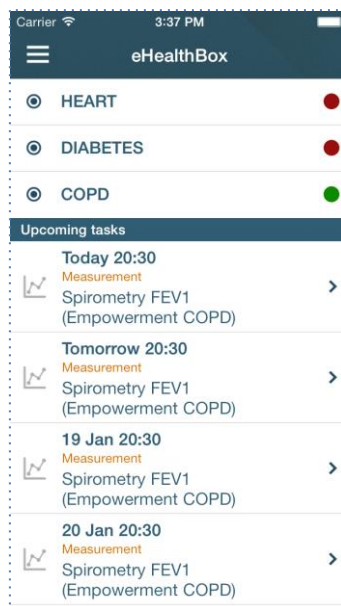 Carrier 3:37 PM
eHealthBox
HEART
DIABETES
COPD
Upcoming tasks
Today 20:30
Measurement
Spirometry FEV1
(Empowerment COPD)
Tomorrow 20:30
Measurement
Spirometry FEV1
(Empowerment COPD)
19 Jan 20:30
Measurement
Spirometry FEV1
(Empowerment COPD)
20 Jan 20:30
Measurement
Spirometry FEV1
(Empowerment COPD)